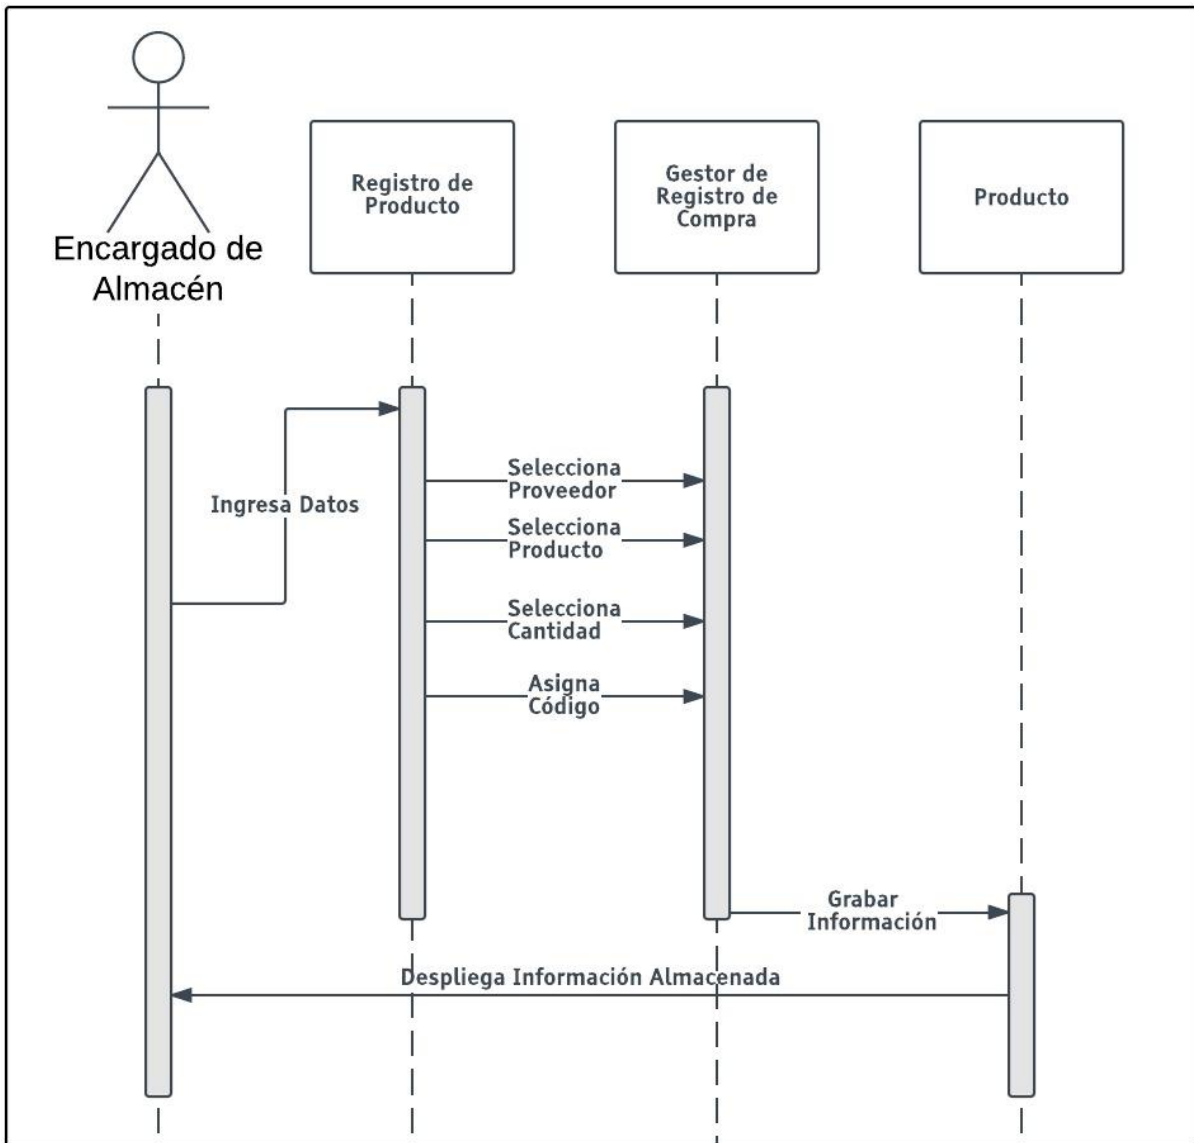 Encargado de
Almacén
Registro de
Producto
Gestor de
Registro de
Compra
Producto
Ingresa Datos
Selecciona
Proveedor
Selecciona
Producto
Selecciona
Cantidad
Asigna
Código
Grabar
Información
Despliega Información Almacenada